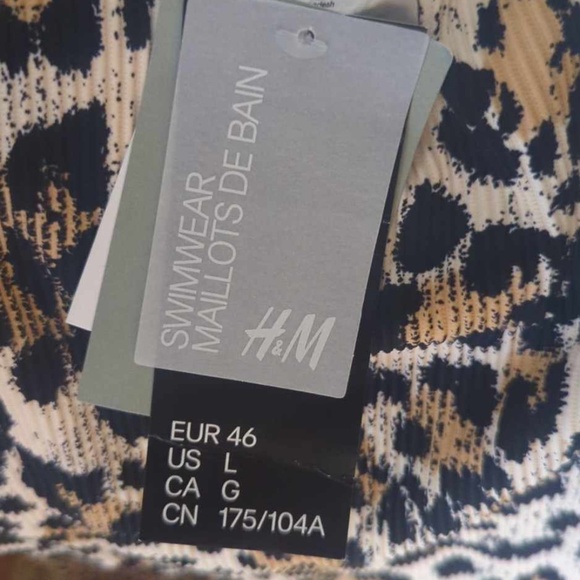 SWIMWEAR
MAILLOTS DE BAIN
H&M
EUR 46
US L
CA G
CN 175/104A